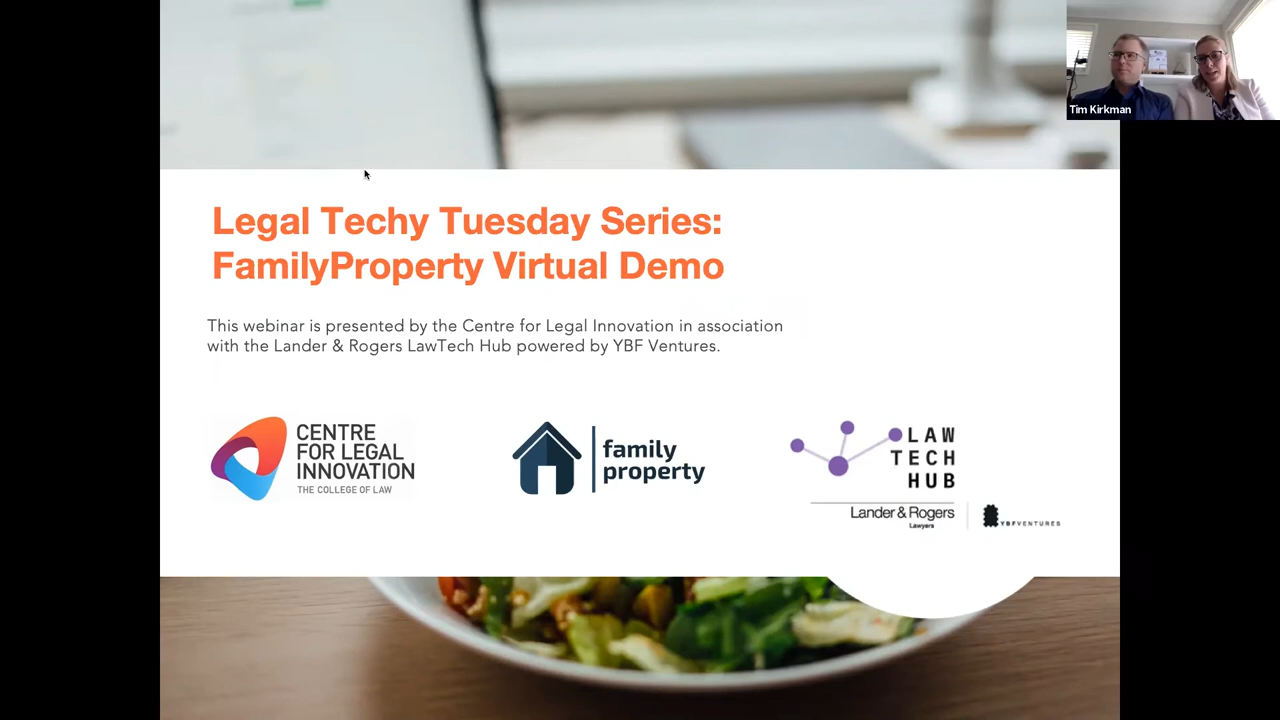 Tim Kirkman
Legal Techy Tuesday Series:
FamilyProperty Virtual Demo
This webinar is presented by the Centre for Legal Innovation in association
with the Lander & Rogers LawTech Hub powered by YBF Ventures.
CENTRE
FOR LEGAL
INNOVATION
THE COLLEGE OF LAW
family
property
LAW
TECH
HUB
Lander & Rogers
Lawyers
YBFVENTURES